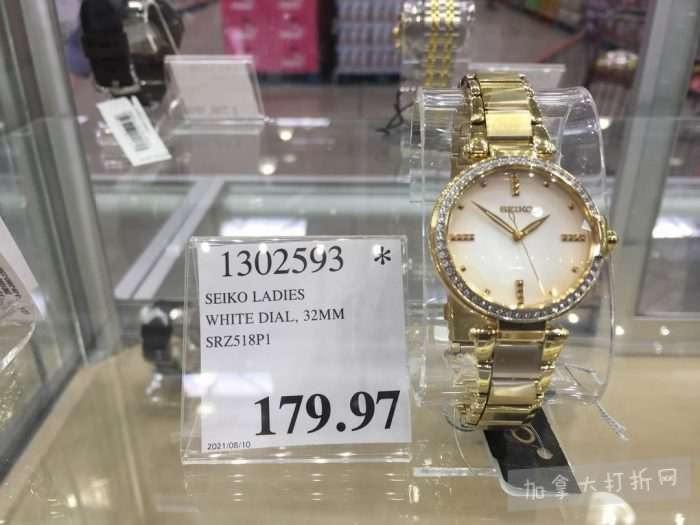 1302593 *
SEIKO LADIES
WHITE DIAL, 32MM
SRZ518P1
179.97
2021/08/10
SEIKO
加拿大打折网